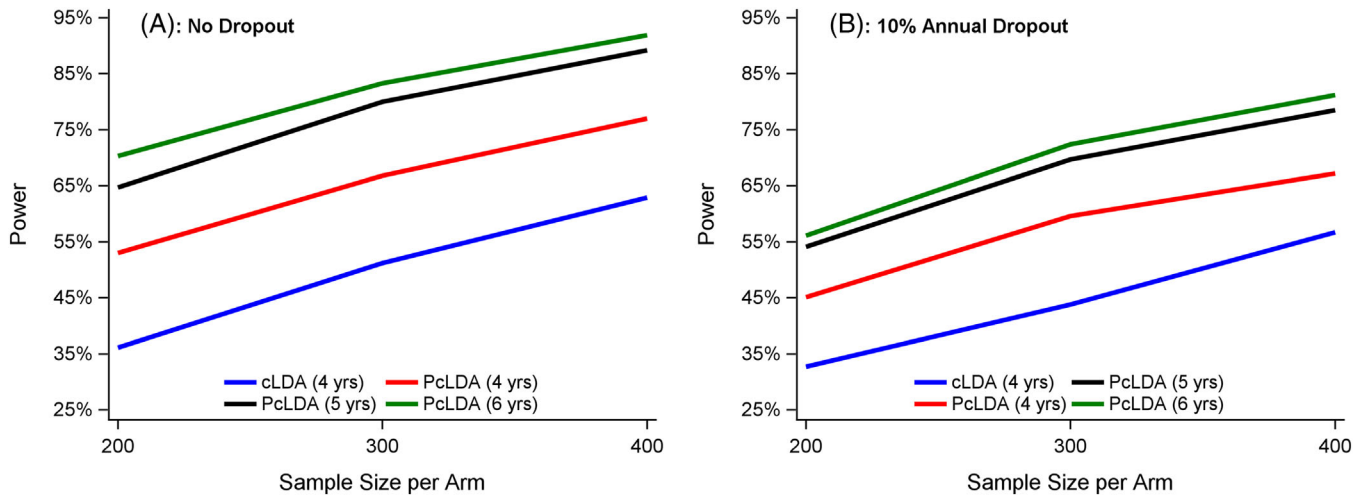 (A): No Dropout
95%
85%
75%
65%
55%
45%
35%
25%
Power
cLDA (4 yrs) PcLDA (4 yrs)
PcLDA (5 yrs) PcLDA (6 yrs)
200 300 400
Sample Size per Arm
(B): 10% Annual Dropout
95%
85%
75%
65%
55%
45%
35%
25%
Power
cLDA (4 yrs) PcLDA (5 yrs)
PcLDA (4 yrs) PcLDA (6 yrs)
200 300 400
Sample Size per Arm